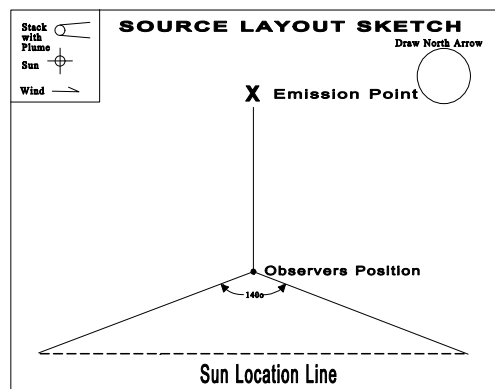 SOURCE LAYOUT SKETCH
Stack
with
Plume
Sun
Wind
Draw North Arrow
X Emission Point
Observers Position
140o
Sun Location Line